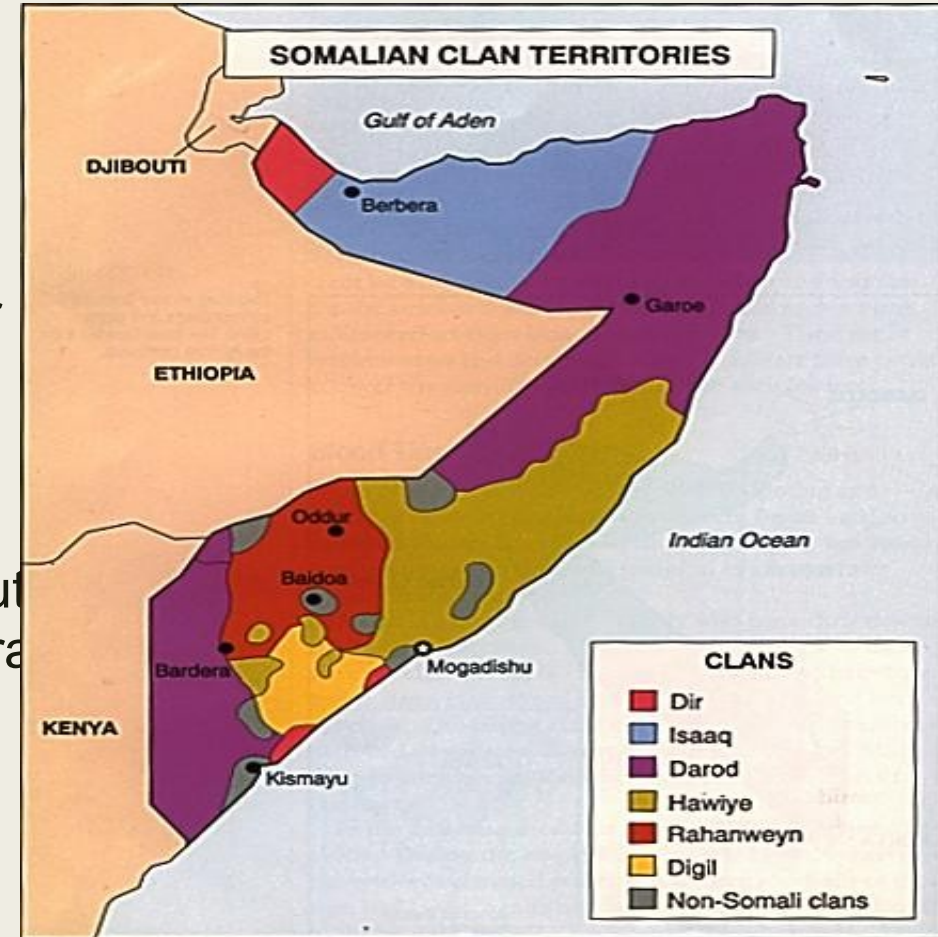 SOMALIAN CLAN TERRITORIES
Gulf of Aden
DJIBOUTI
Berbera
Garoe
ETHIOPIA
Oddur
Indian Ocean
Baidoa
Bardera
Mogadishu
KENYA
Kismayu
CLANS
Dir
Isaaq
Darod
Hawiye
Rahanweyn
Digil
Non-Somali clans